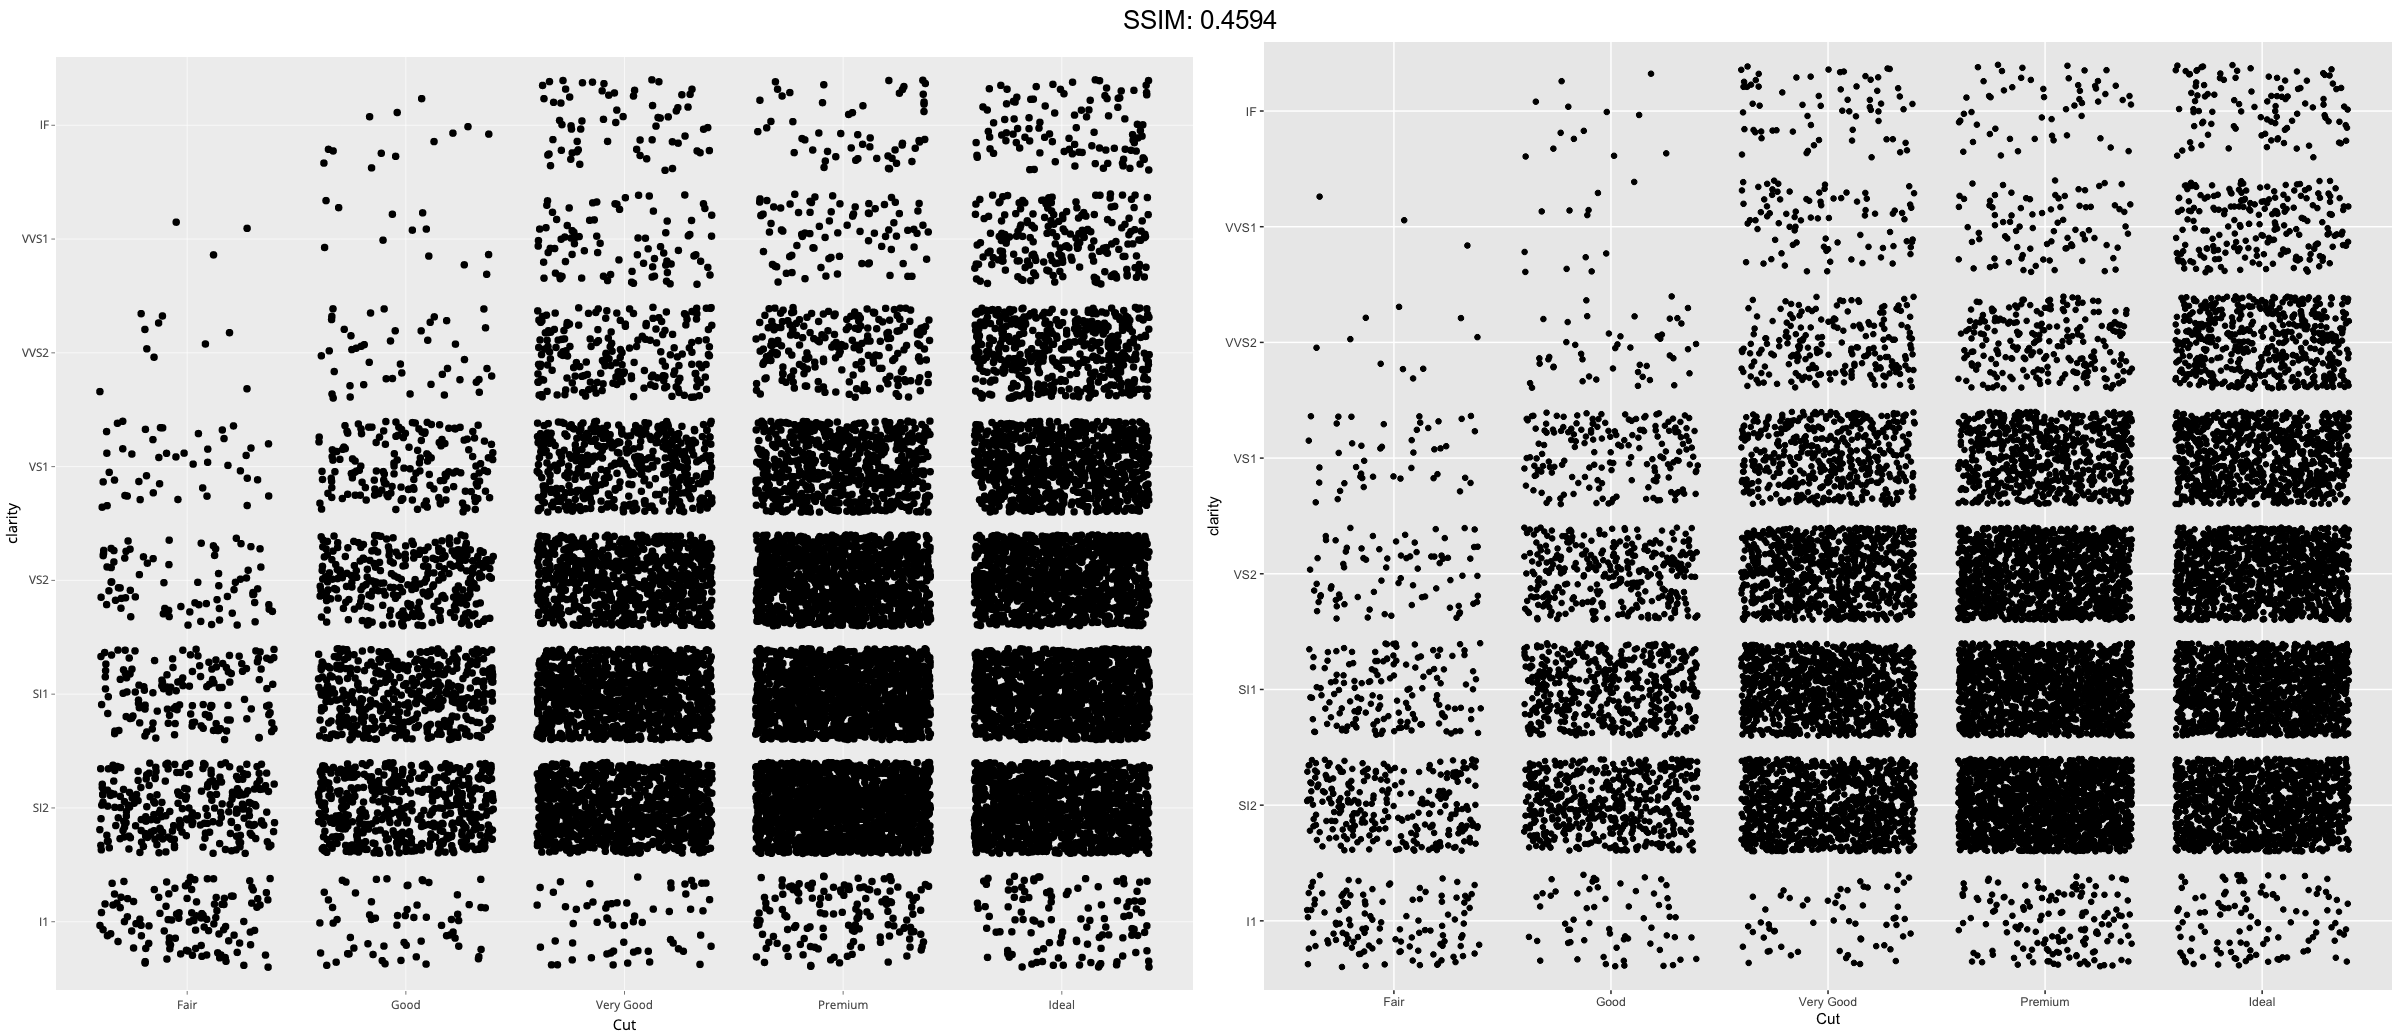 SSIM: 0.4594
clarity
IF
VVS1
VVS2
VS1
VS2
SI1
SI2
I1
Fair Good Very Good Premium Ideal
Cut
clarity
IF
VVS1
VVS2
VS1
VS2
SI1
SI2
I1
Fair Good Very Good Premium Ideal
Cut